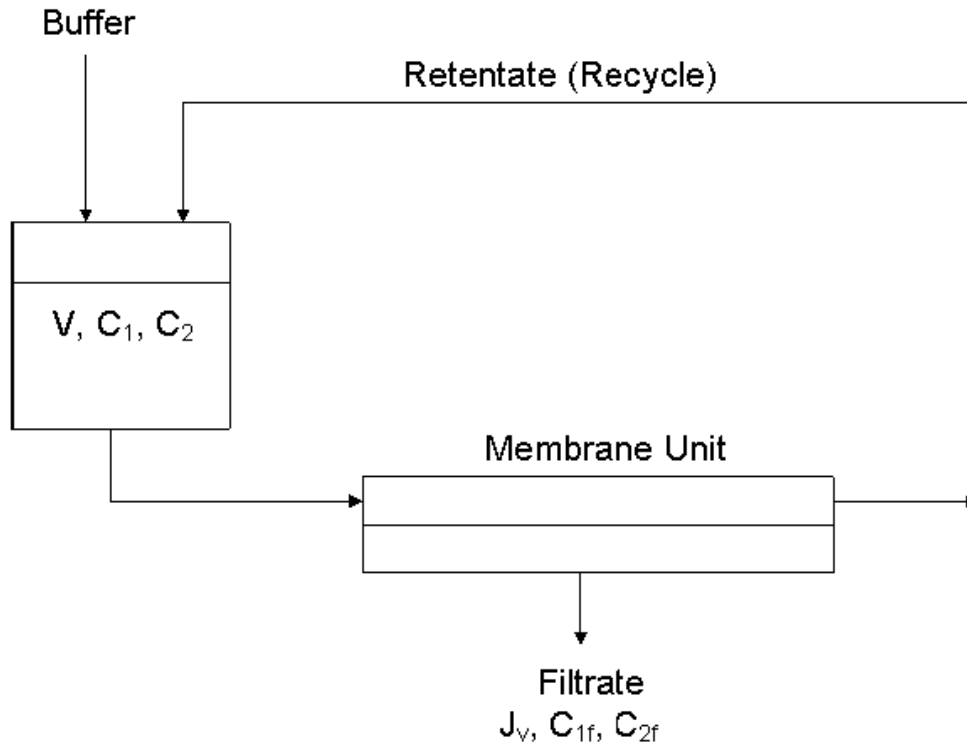 Buffer
Retentate (Recycle)
V, C₁, C₂
Membrane Unit
Filtrate
Jᵥ, C₁f, C₂f